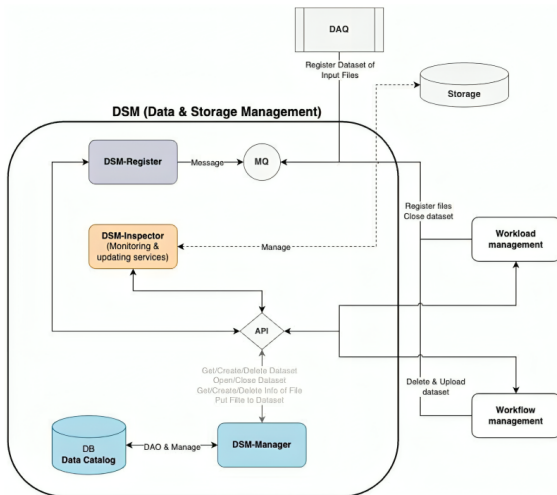 DAQ
Register Dataset of
Input Files
Storage
DSM (Data & Storage Management)
DSM-Register
Message
MQ
Register files
Close dataset
DSM-Inspector
(Monitoring &
updating services)
Manage
Workload
management
API
Get/Create/Delete Dataset
Open/Close Dataset
Get/Create/Delete Info of File
Put File to Dataset
Delete & Upload
dataset
Workflow
management
DB
Data Catalog
DAO & Manage
DSM-Manager